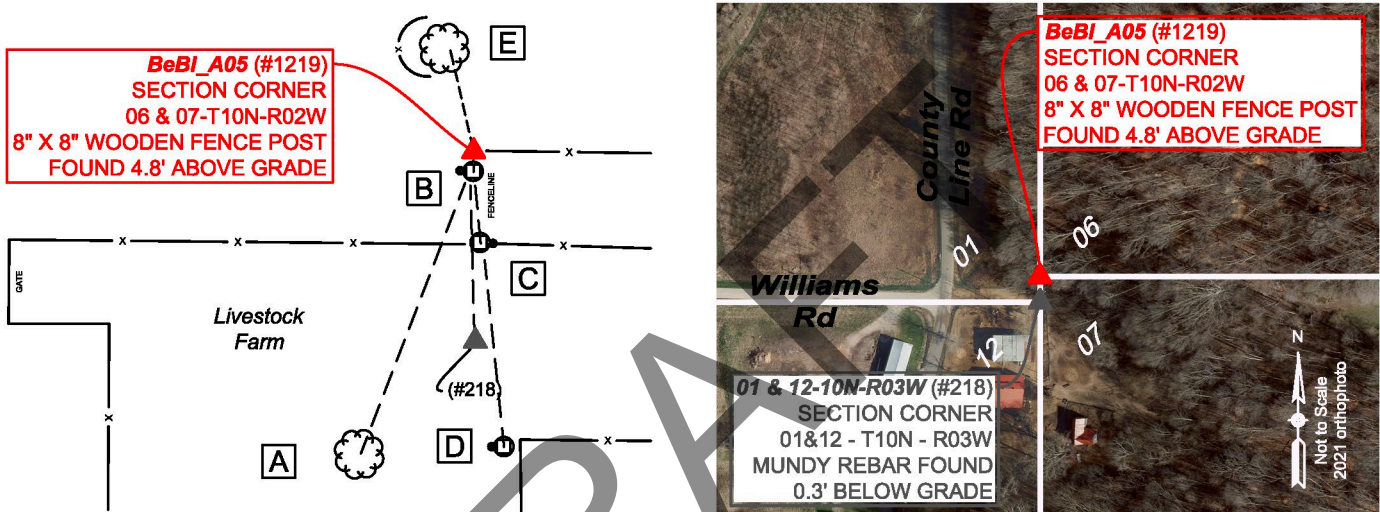 E
BeBI_A05 (#1219)
SECTION CORNER
06 & 07-T10N-R02W
8" X 8" WOODEN FENCE POST
FOUND 4.8' ABOVE GRADE
x
x
B
FENCELINE
x
x
x
x
C
GATE
Livestock
Farm
(#218)
x
A
D
x
BeBI_A05 (#1219)
SECTION CORNER
06 & 07-T10N-R02W
8" X 8" WOODEN FENCE POST
FOUND 4.8' ABOVE GRADE
County
Line Rd
01
06
Williams
Rd
12
07
01 & 12-10N-R03W (#218)
SECTION CORNER
01&12 - T10N - R03W
MUNDY REBAR FOUND
0.3' BELOW GRADE
N
Not to Scale
2021 orthophoto
DRAFT